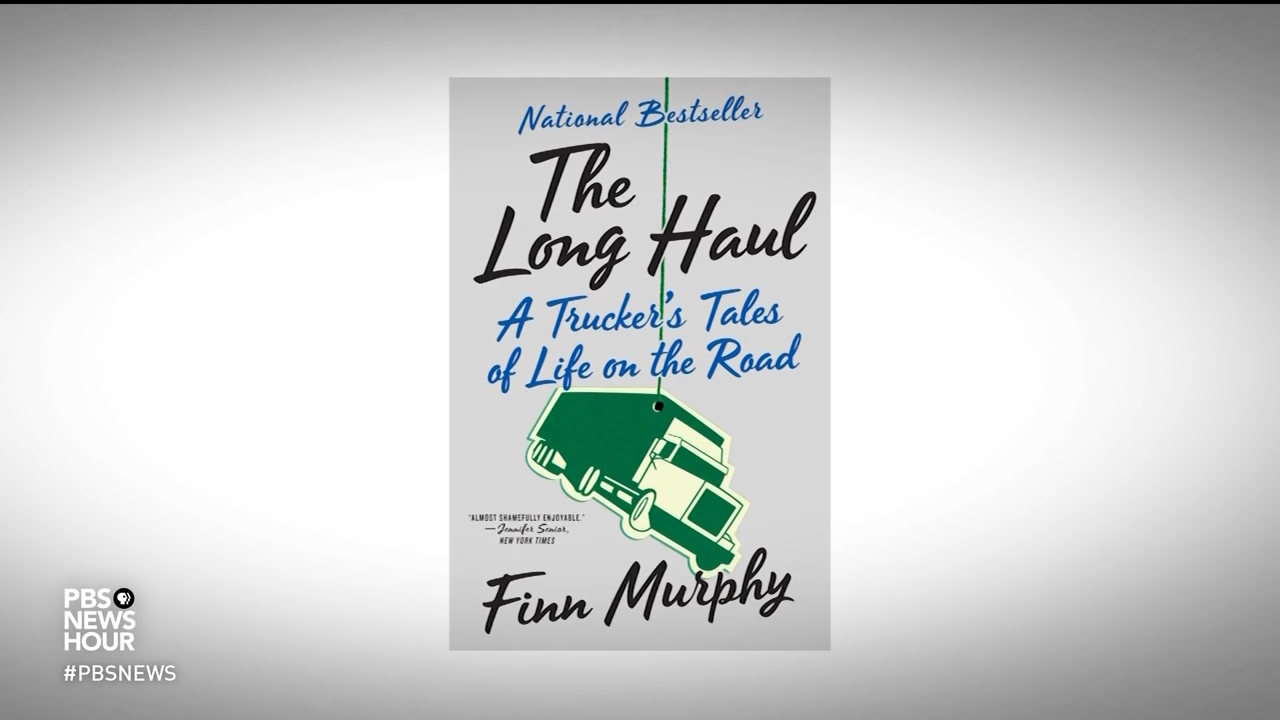 National Bestseller
The
Long Haul
A Trucker's Tales
of Life on the Road
"ALMOST SHAMEFULLY ENJOYABLE."
—Jennifer Senior,
NEW YORK TIMES
Finn Murphy
PBS
NEWS
HOUR
#PBSNEWS